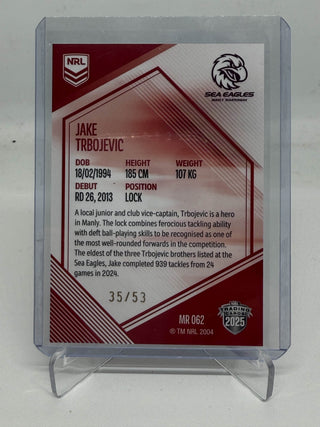 NRL
SEA EAGLES
JAKE
TRBOJEVIC
DOB HEIGHT WEIGHT
18/02/1994 185 CM 107 KG
DEBUT POSITION
RD 26, 2013 LOCK
A local junior and club vice-captain, Trbojevic is a hero
in Manly. The lock combines ferocious tackling ability
with deft ball-playing skills to be recognised as one of
the most well-rounded forwards in the competition.
The eldest of the three Trbojevic brothers listed at the
Sea Eagles, Jake completed 939 tackles from 24
games in 2024.
35/53
MR 062
® TM NRL 2004
NRL
TRADING
CARDS
2025